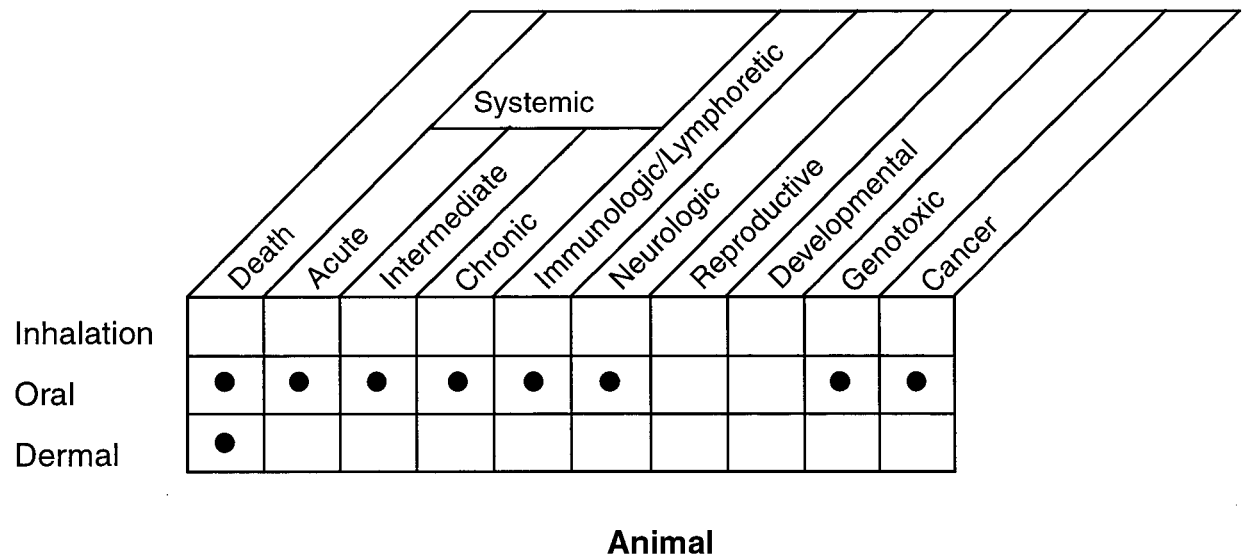 Systemic
Death
Acute
Intermediate
Chronic
Immunologic/Lymphoretic
Neurologic
Reproductive
Developmental
Genotoxic
Cancer
Inhalation
Oral
Dermal
Animal